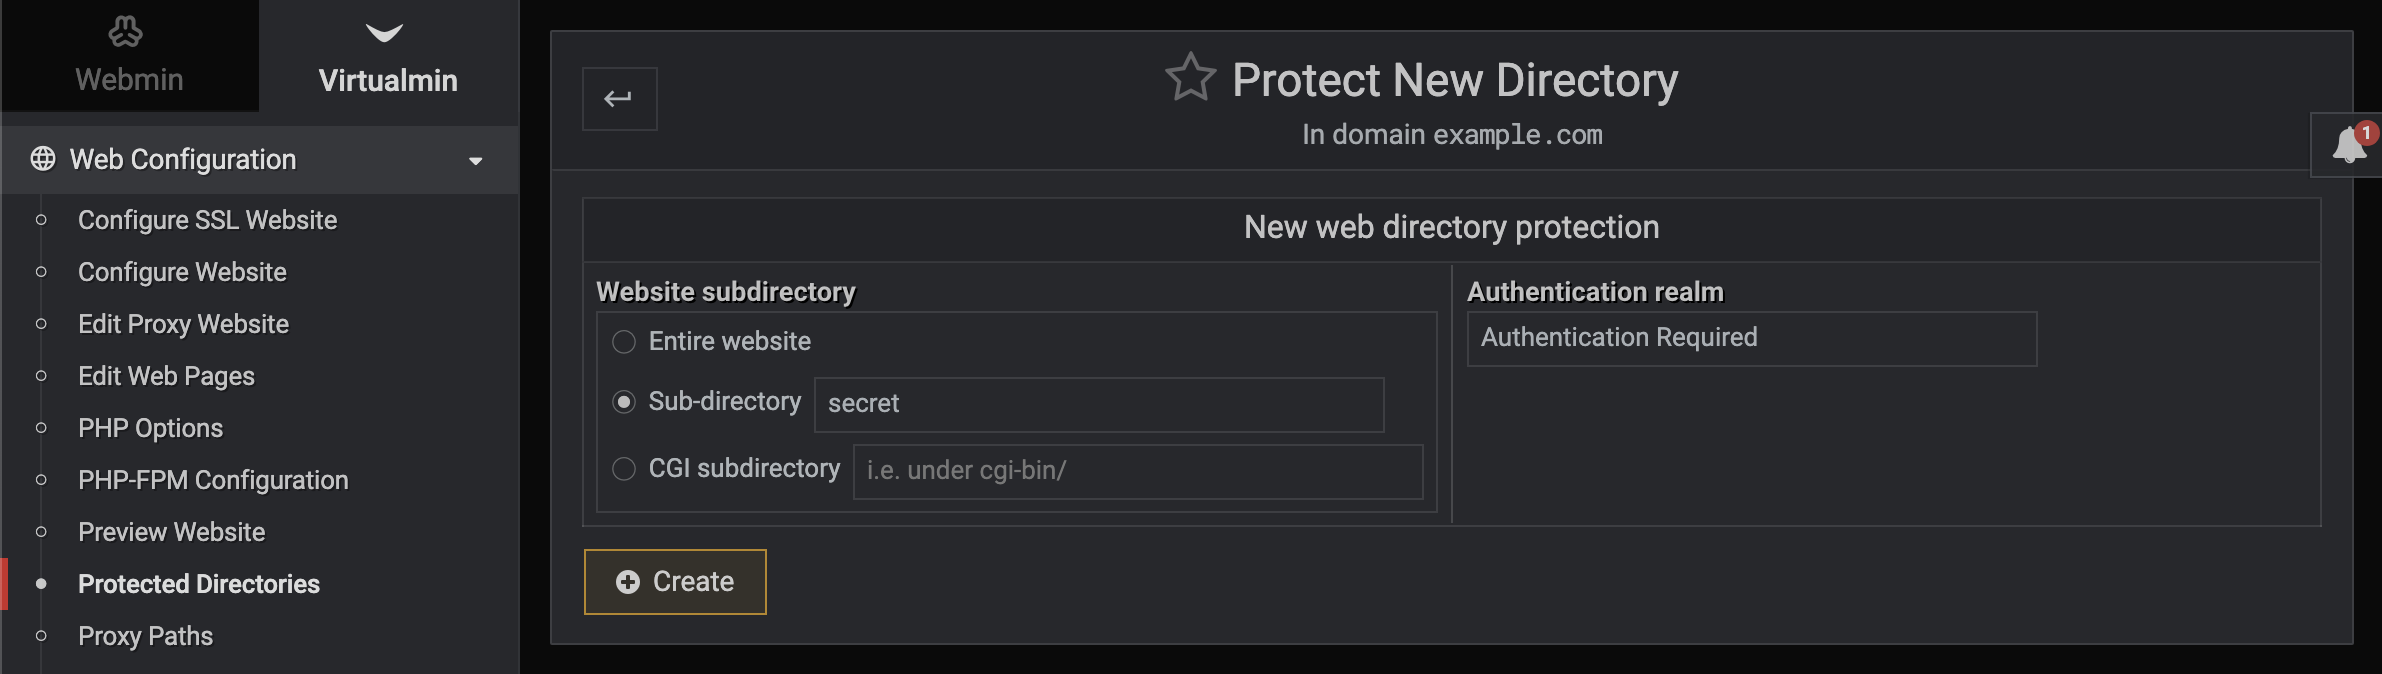 Webmin
Virtualmin
Web Configuration
Configure SSL Website
Configure Website
Edit Proxy Website
Edit Web Pages
PHP Options
PHP-FPM Configuration
Preview Website
Protected Directories
Proxy Paths
Protect New Directory
In domain example.com
1
New web directory protection
Website subdirectory
Entire website
Sub-directory secret
CGI subdirectory i.e. under cgi-bin/
Authentication realm
Authentication Required
Create